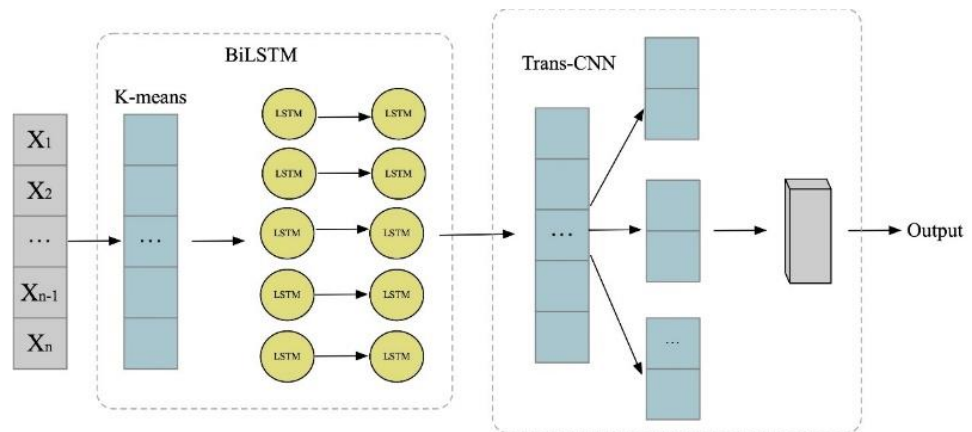 BiLSTM
K-means
X1
X2
...
Xn-1
Xn
...
LSTM
LSTM
LSTM
LSTM
LSTM
LSTM
LSTM
LSTM
LSTM
LSTM
Trans-CNN
...
...
Output